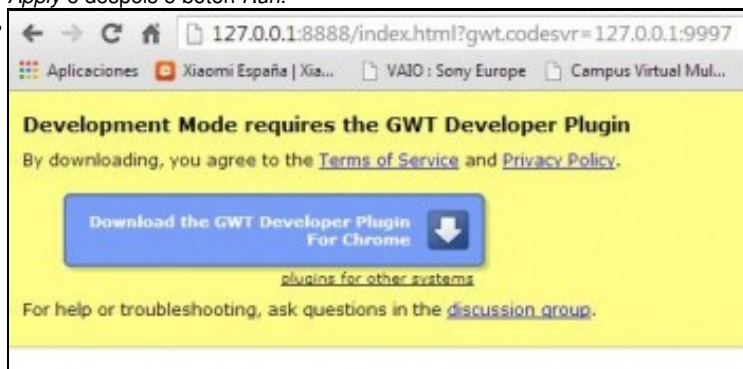 Apply e despois o botón Run.
127.0.0.1:8888/index.html?gwt.codesvr=127.0.0.1:9997
Aplicaciones Xiaomi España | Xia... VAIO : Sony Europe Campus Virtual Mul...
Development Mode requires the GWT Developer Plugin
By downloading, you agree to the Terms of Service and Privacy Policy.
Download the GWT Developer Plugin
For Chrome
plugins for other systems
For help or troubleshooting, ask questions in the discussion group.